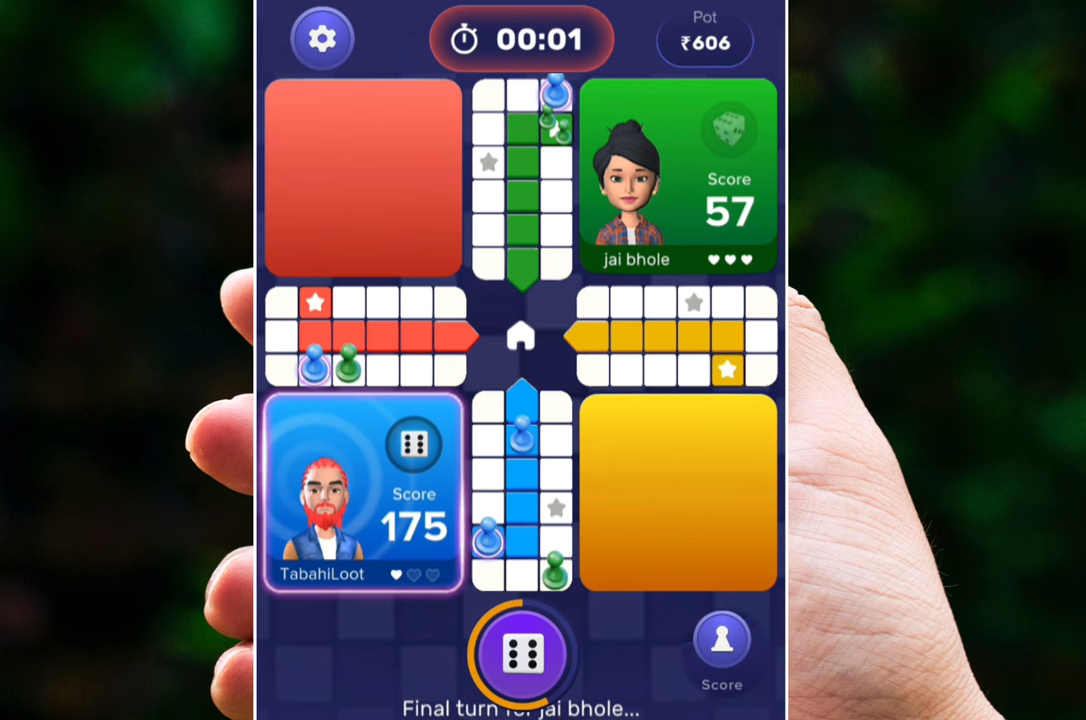 00:01
Pot
₹606
Score
57
jai bhole
Score
175
TabahiLoot
Score
Final turn for jai bhole...